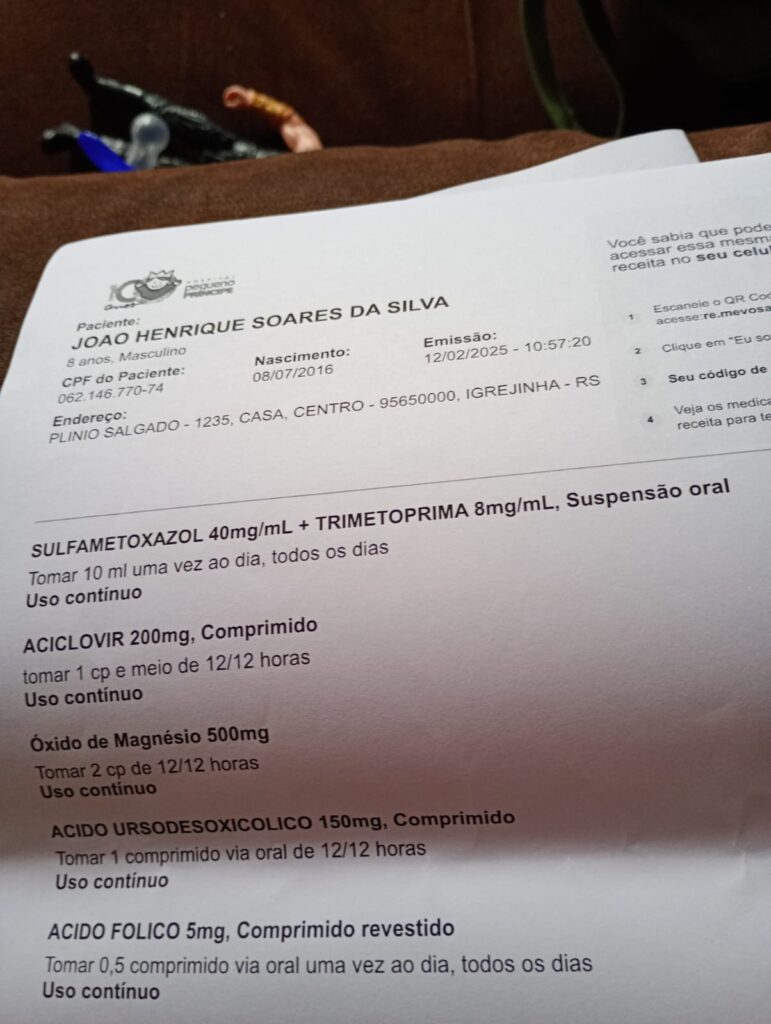 100
anos
HOSPITAL
pequeno
PRÍNCIPE
Paciente:
JOAO HENRIQUE SOARES DA SILVA
8 anos, Masculino
CPF do Paciente:
062.146.770-74
Nascimento:
08/07/2016
Emissão:
12/02/2025 - 10:57:20
Endereço:
PLINIO SALGADO - 1235, CASA, CENTRO - 95650000, IGREJINHA - RS
Você sabia que pode
acessar essa mesm
receita no seu celu
1 Escaneie o QR Cod
acesse:re.mevosa
2 Clique em "Eu so
3 Seu código de
4 Veja os medica
receita para te
SULFAMETOXAZOL 40mg/mL + TRIMETOPRIMA 8mg/mL, Suspensão oral
Tomar 10 ml uma vez ao dia, todos os dias
Uso contínuo
ACICLOVIR 200mg, Comprimido
tomar 1 cp e meio de 12/12 horas
Uso contínuo
Óxido de Magnésio 500mg
Tomar 2 cp de 12/12 horas
Uso contínuo
ACIDO URSODESOXICOLICO 150mg, Comprimido
Tomar 1 comprimido via oral de 12/12 horas
Uso contínuo
ACIDO FOLICO 5mg, Comprimido revestido
Tomar 0,5 comprimido via oral uma vez ao dia, todos os dias
Uso contínuo